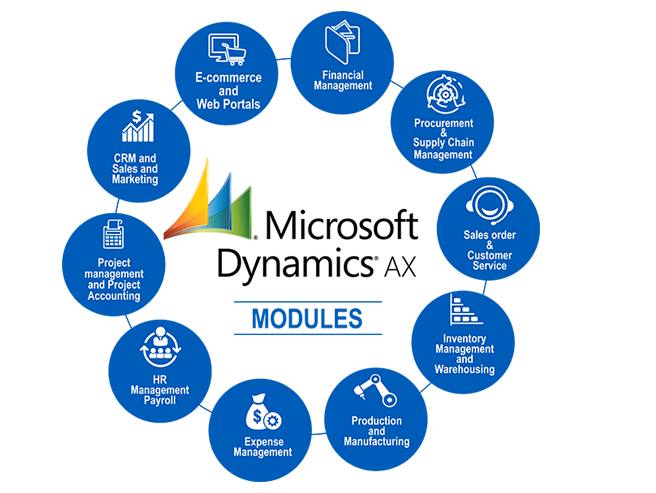 E-commerce
and
Web Portals
Financial
Management
Procurement
&
Supply Chain
Management
Sales order
&
Customer
Service
Inventory
Management
and
Warehousing
Production
and
Manufacturing
$
Expense
Management
HR
Management
Payroll
Project
management
and Project
Accounting
$
CRM and
Sales and
Marketing
Microsoft
Dynamics® AX
MODULES